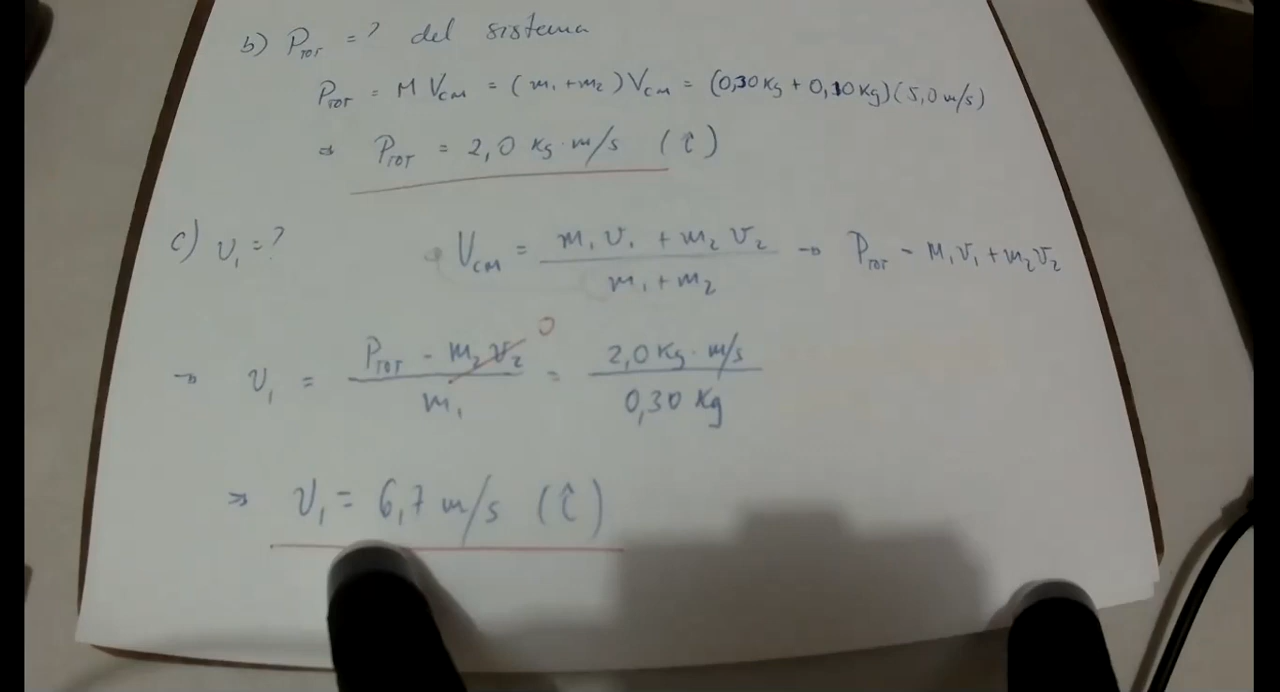 b) P_TOT = ? del sistema
P_TOT = M V_CM = (m₁+m₂) V_CM = (0,30 Kg + 0,10 Kg)(5,0 m/s)
⇒ P_TOT = 2,0 Kg·m/s (î)
c) v₁ = ? V_CM = (m₁v₁ + m₂v₂)/(m₁+m₂) → P_TOT - M₁v₁ + m₂v₂
→ v₁ = (P_TOT - m₂v₂ 0)/m₁ = (2,0 Kg·m/s)/(0,30 Kg)
⇒ v₁ = 6,7 m/s (î)